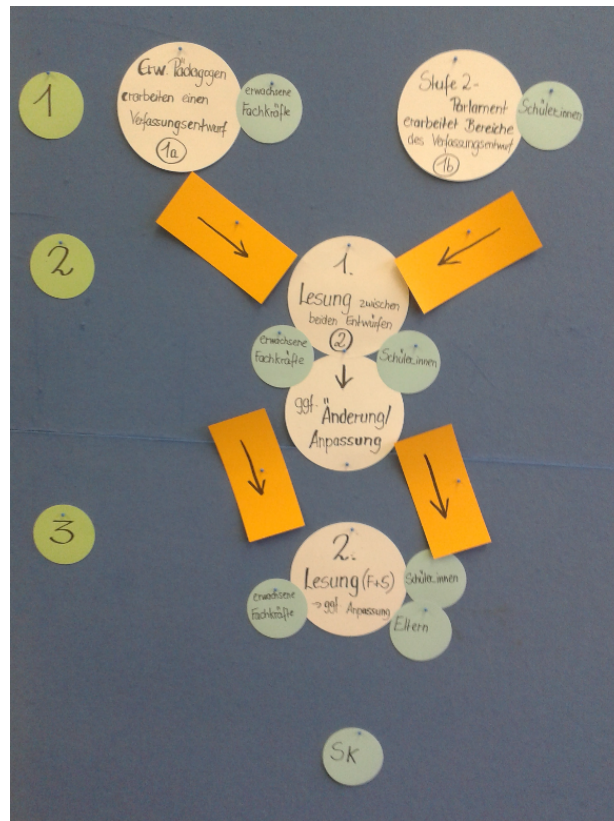 1
Erw. Pädagogen
erarbeiten einen
Verfassungsentwurf
1a
erwachsene
Fachkräfte
Stufe 2-
Parlament
erarbeitet Bereiche
des Verfassungsentwurf
1b
Schüler.innen
2
1.
Lesung zwischen
beiden Entwürfen
2
erwachsene
Fachkräfte
Schüler.innen
ggf. Änderung/
Anpassung
3
2.
Lesung (F+S)
→ ggf. Anpassung
erwachsene
Fachkräfte
Schüler.innen
Eltern
SK